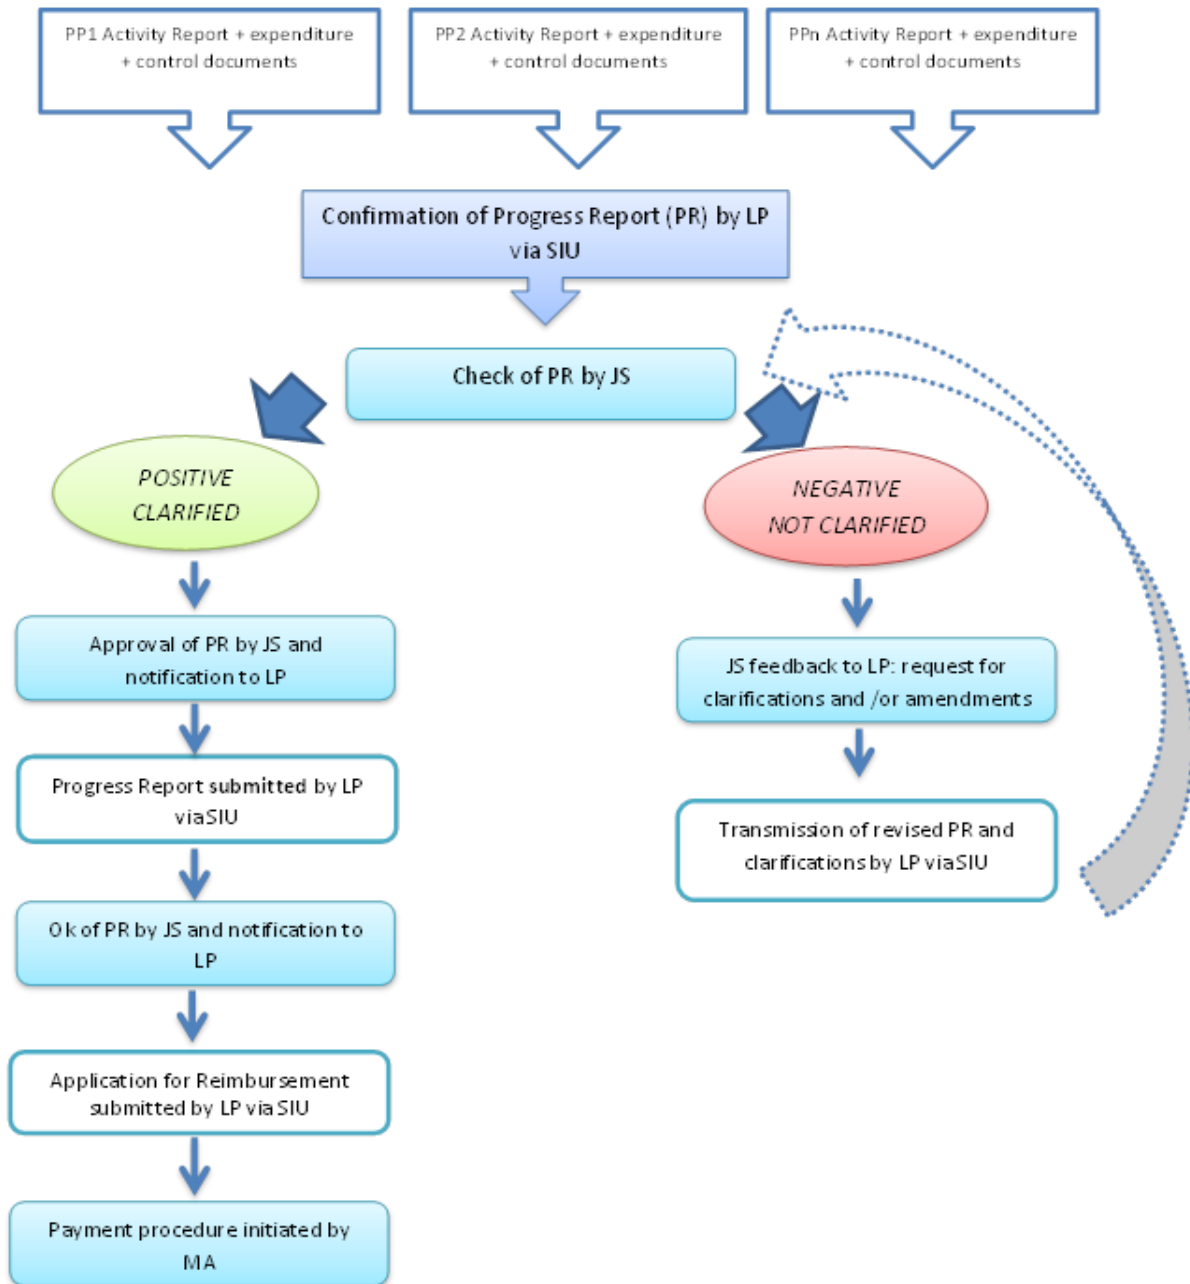 PP1 Activity Report + expenditure
+ control documents
PP2 Activity Report + expenditure
+ control documents
PPn Activity Report + expenditure
+ control documents
Confirmation of Progress Report (PR) by LP
via SIU
Check of PR by JS
POSITIVE
CLARIFIED
NEGATIVE
NOT CLARIFIED
Approval of PR by JS and
notification to LP
JS feedback to LP: request for
clarifications and /or amendments
Progress Report submitted by LP
via SIU
Transmission of revised PR and
clarifications by LP via SIU
Ok of PR by JS and notification to
LP
Application for Reimbursement
submitted by LP via SIU
Payment procedure initiated by
MA